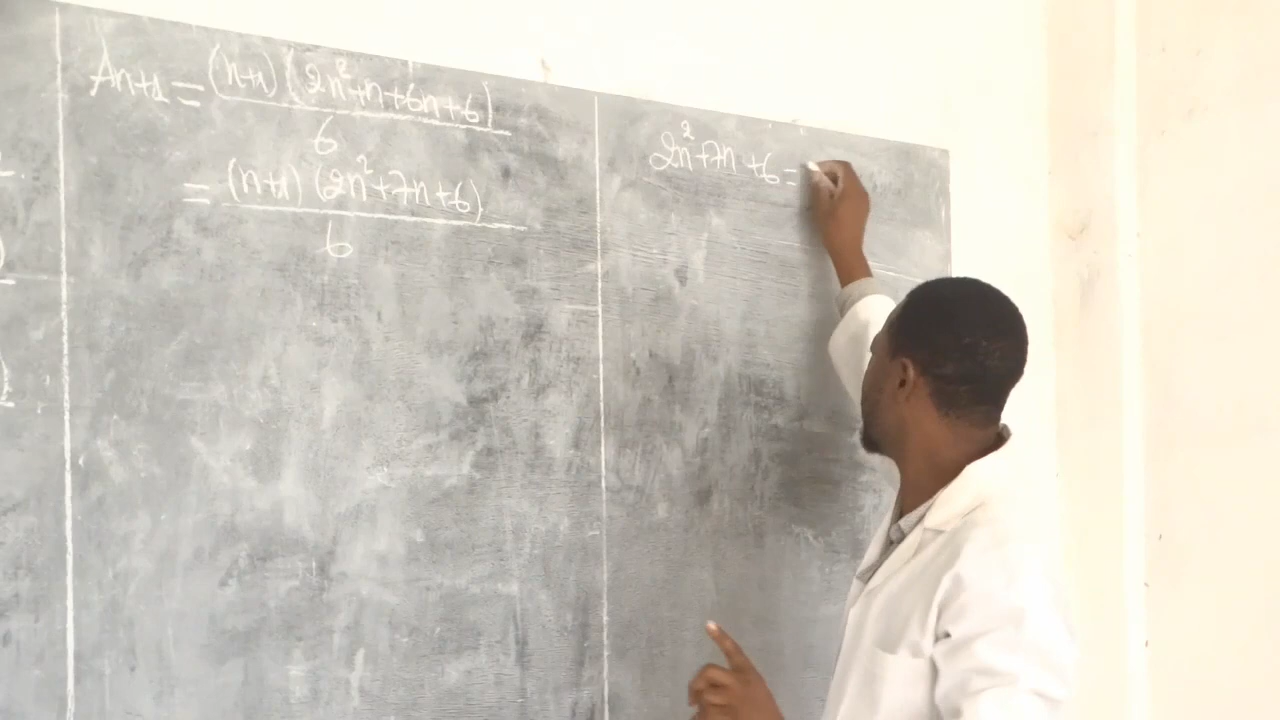 An+1 = (n+1)(2n²+n+6n+6)
6
= (n+1)(2n²+7n+6)
6
2n²+7n+6=